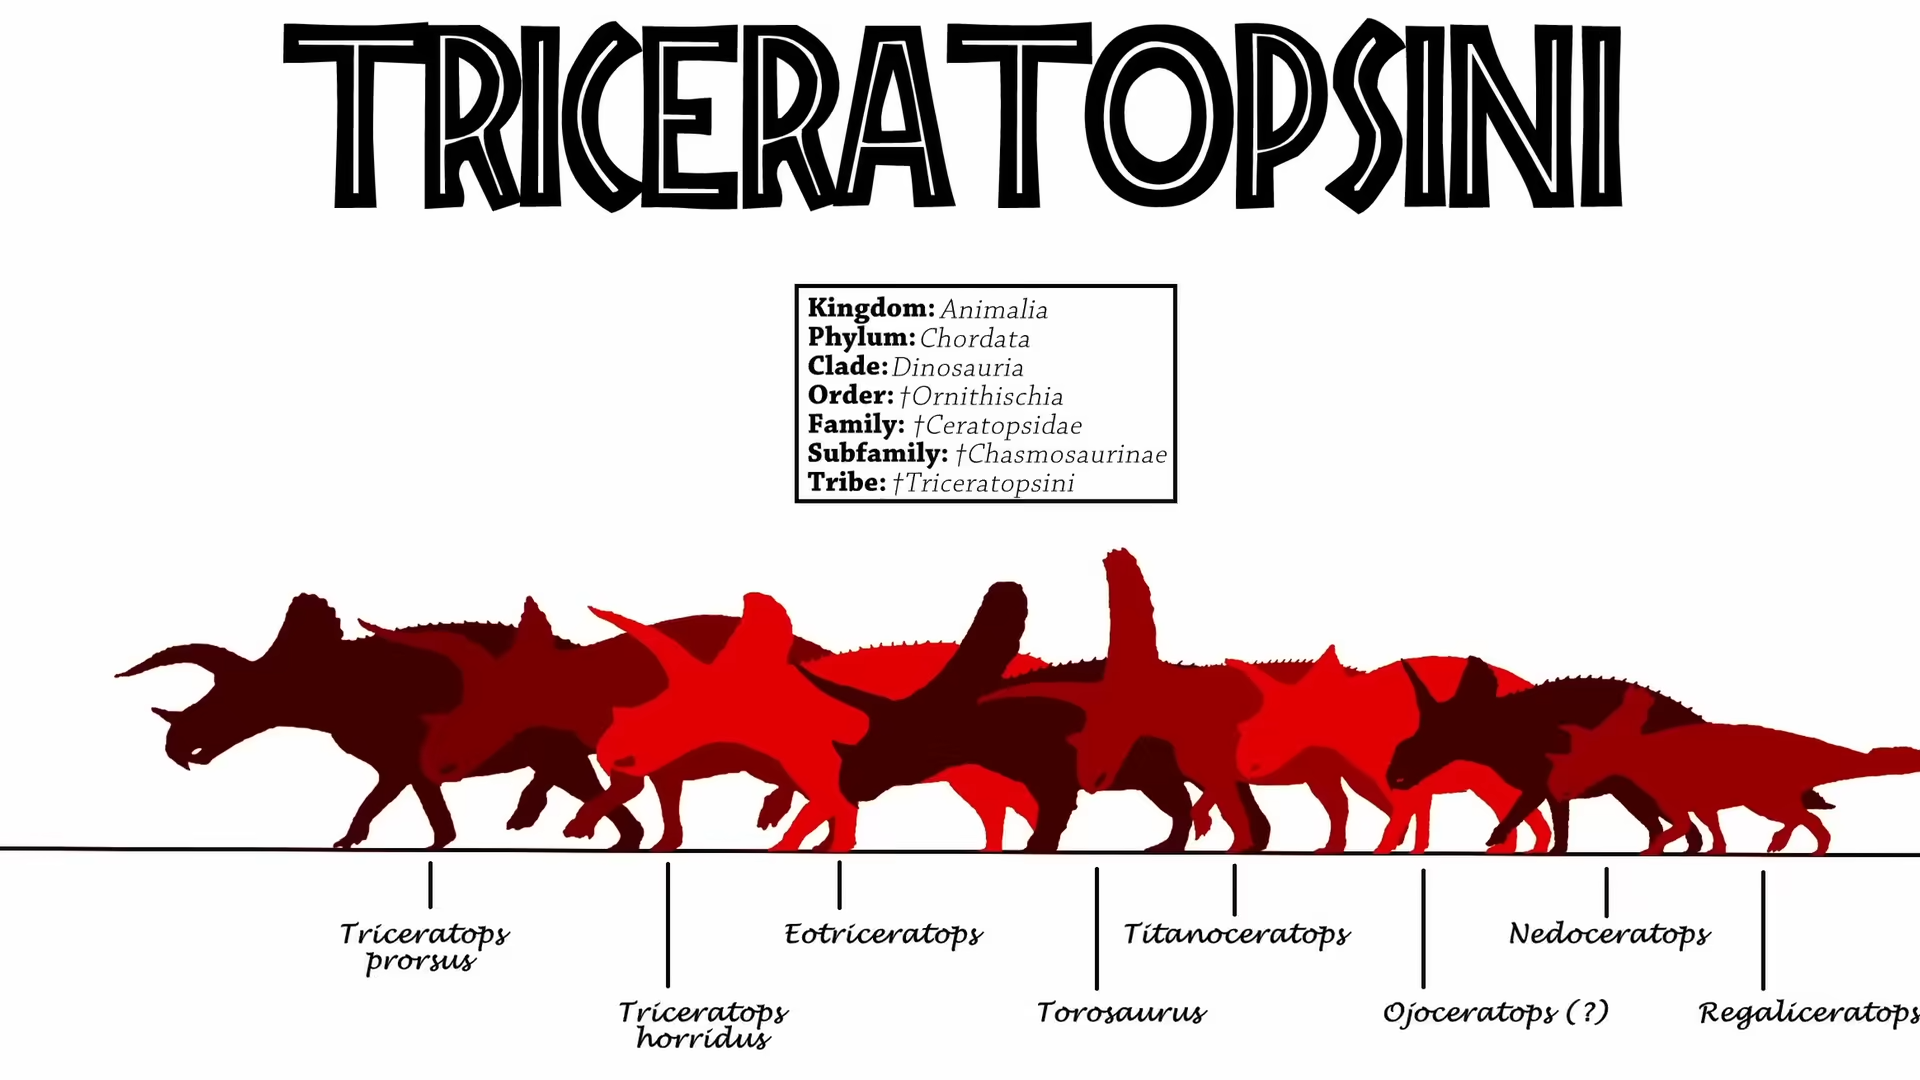 TRICERATOPSINI
Kingdom: Animalia
Phylum: Chordata
Clade: Dinosauria
Order: †Ornithischia
Family: †Ceratopsidae
Subfamily: †Chasmosaurinae
Tribe: †Triceratopsini
Triceratops
prorsus
Eotriceratops
Titanoceratops
Nedoceratops
Triceratops
horridus
Torosaurus
Ojoceratops (?)
Regaliceratops